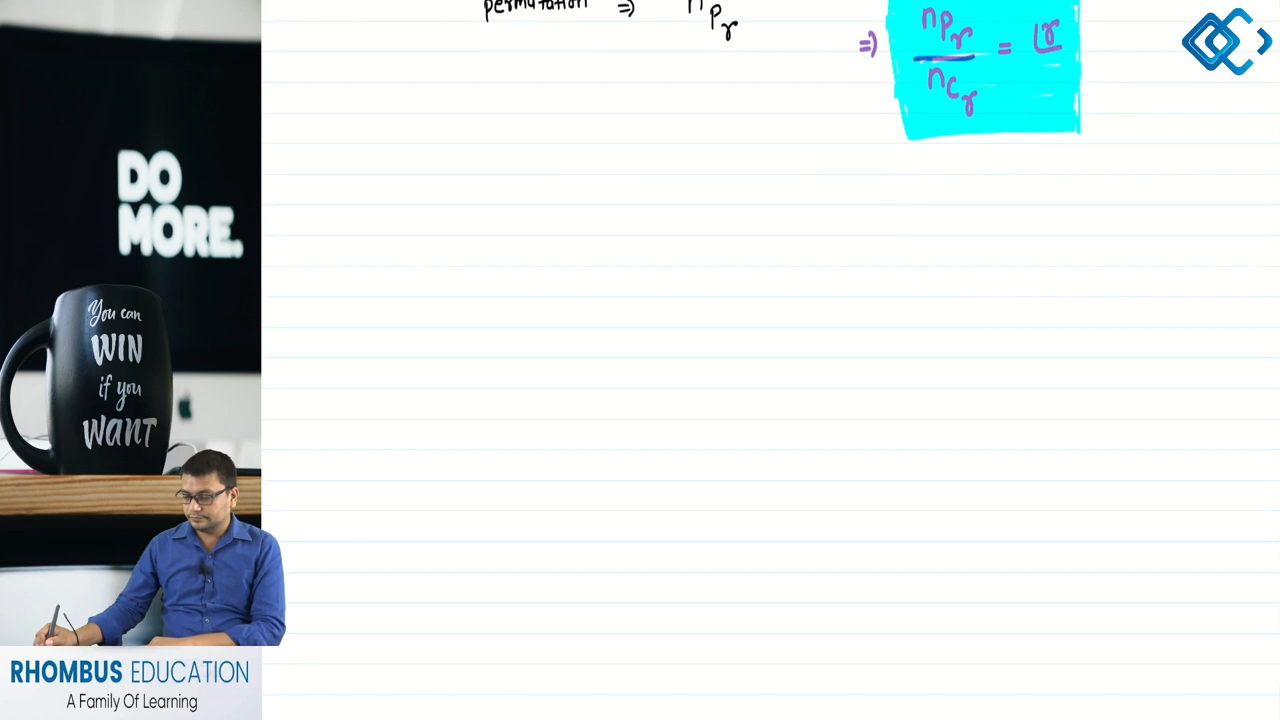 permutation ⇒ nPr
⇒ nPr / nCr = ⌊r
DO
MORE.
You can
WIN
if you
WANT
RHOMBUS EDUCATION
A Family Of Learning